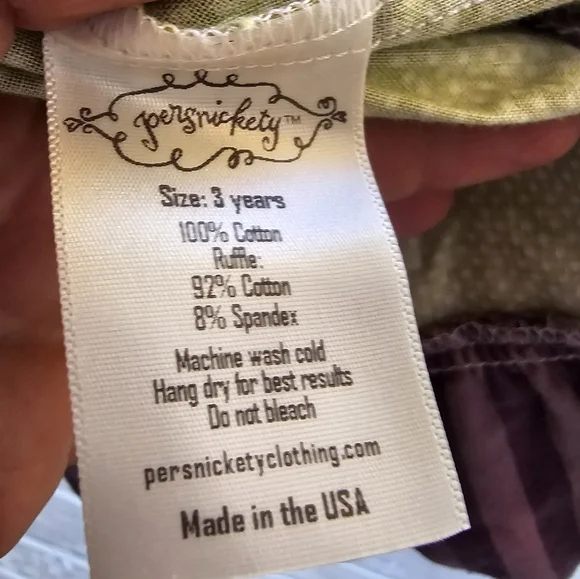 persnickety™
Size: 3 years
100% Cotton
Ruffle:
92% Cotton
8% Spandex
Machine wash cold
Hang dry for best results
Do not bleach
persnicketyclothing.com
Made in the USA